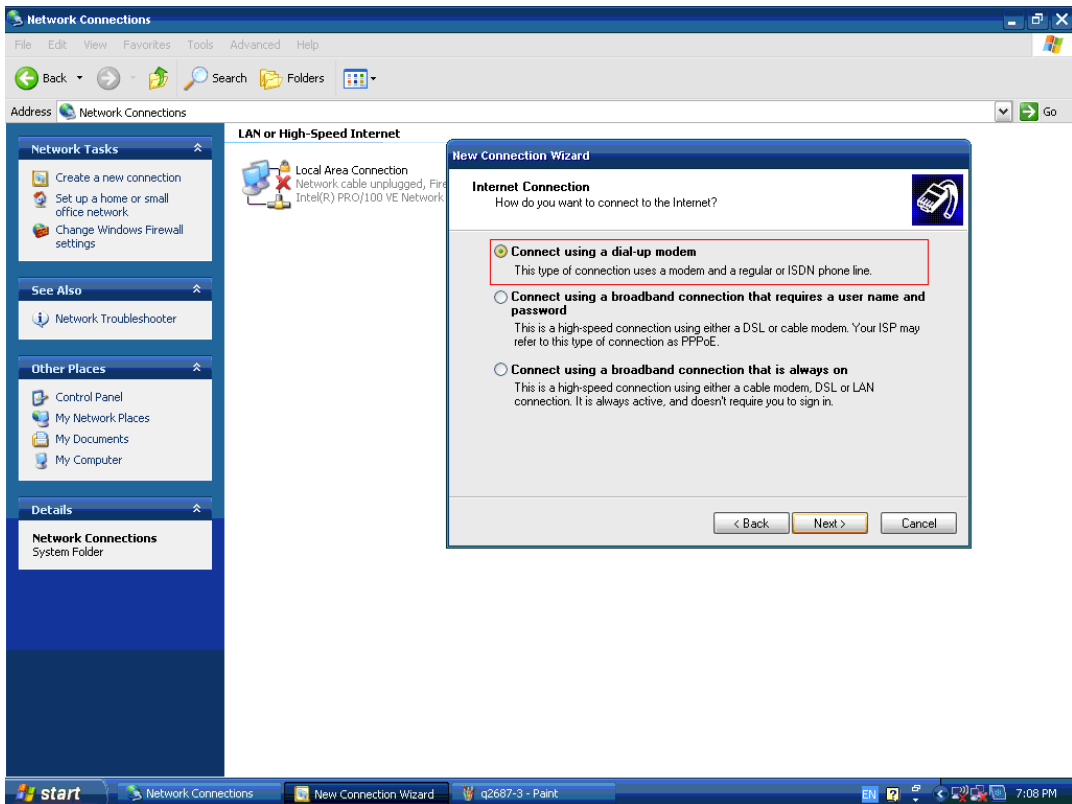 Network Connections
File Edit View Favorites Tools Advanced Help
Back Search Folders
Address Network Connections Go
Network Tasks
Create a new connection
Set up a home or small
office network
Change Windows Firewall
settings
See Also
Network Troubleshooter
Other Places
Control Panel
My Network Places
My Documents
My Computer
Details
Network Connections
System Folder
LAN or High-Speed Internet
Local Area Connection
Network cable unplugged, Fire
Intel(R) PRO/100 VE Network
New Connection Wizard
Internet Connection
How do you want to connect to the Internet?
Connect using a dial-up modem
This type of connection uses a modem and a regular or ISDN phone line.
Connect using a broadband connection that requires a user name and
password
This is a high-speed connection using either a DSL or cable modem. Your ISP may
refer to this type of connection as PPPoE.
Connect using a broadband connection that is always on
This is a high-speed connection using either a cable modem, DSL or LAN
connection. It is always active, and doesn't require you to sign in.
< Back Next > Cancel
start Network Connections New Connection Wizard q2687-3 - Paint EN 7:08 PM